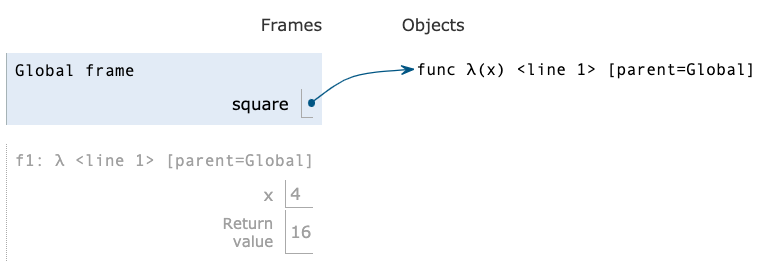 Frames Objects
Global frame
func λ(x) <line 1> [parent=Global]
square
f1: λ <line 1> [parent=Global]
x 4
Return
value 16